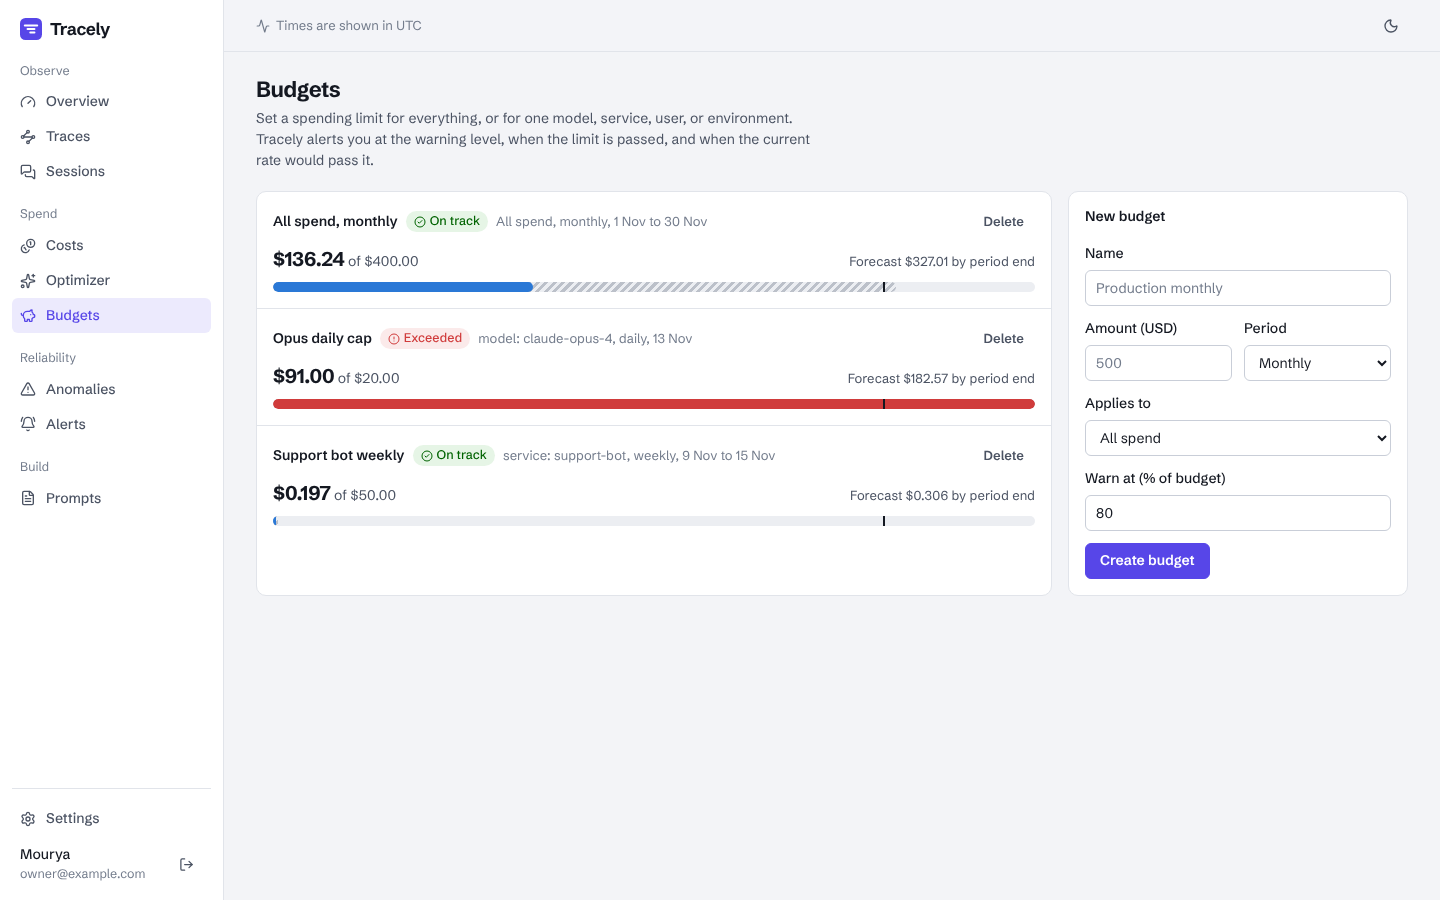 Tracely
Observe
Overview
Traces
Sessions
Spend
Costs
Optimizer
Budgets
Reliability
Anomalies
Alerts
Build
Prompts
Settings
Mourya
owner@example.com
Times are shown in UTC
Budgets
Set a spending limit for everything, or for one model, service, user, or environment.
Tracely alerts you at the warning level, when the limit is passed, and when the current
rate would pass it.
All spend, monthly On track All spend, monthly, 1 Nov to 30 Nov Delete
$136.24 of $400.00 Forecast $327.01 by period end
Opus daily cap Exceeded model: claude-opus-4, daily, 13 Nov Delete
$91.00 of $20.00 Forecast $182.57 by period end
Support bot weekly On track service: support-bot, weekly, 9 Nov to 15 Nov Delete
$0.197 of $50.00 Forecast $0.306 by period end
New budget
Name
Production monthly
Amount (USD) Period
500 Monthly
Applies to
All spend
Warn at (% of budget)
80
Create budget